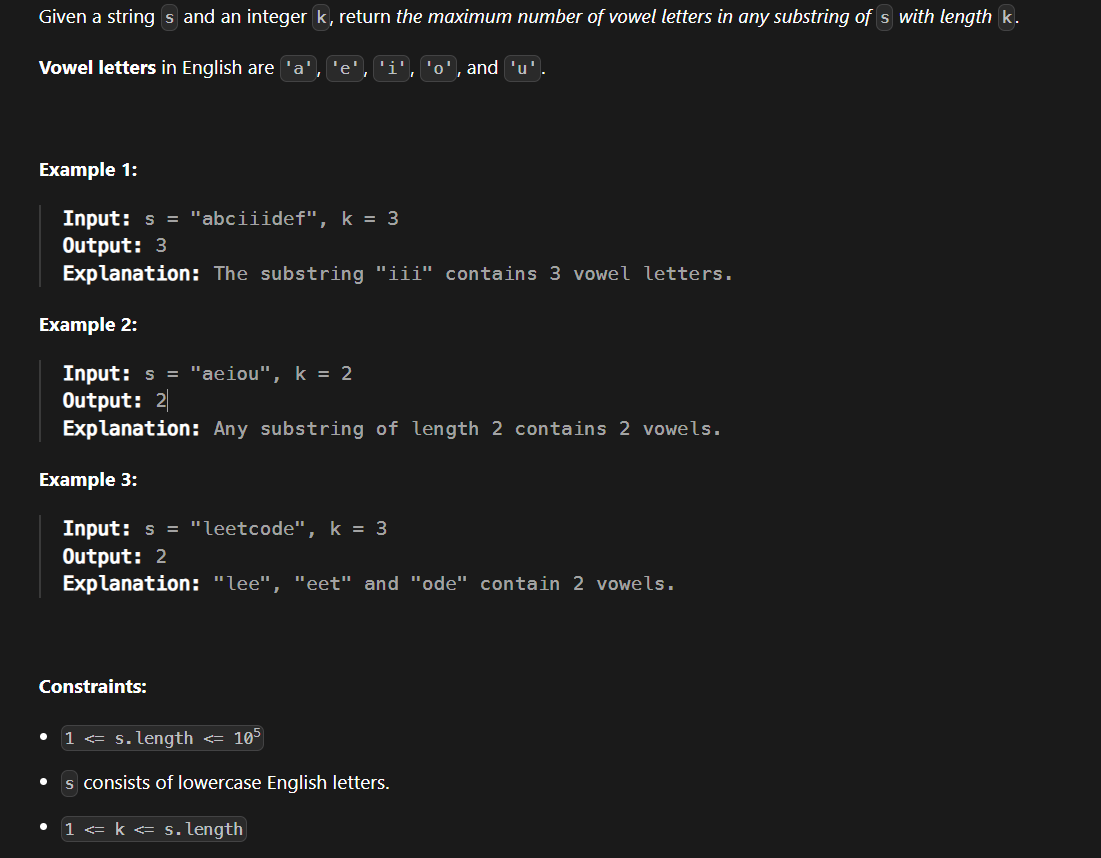 Given a string s and an integer k, return the maximum number of vowel letters in any substring of s with length k.
Vowel letters in English are 'a', 'e', 'i', 'o', and 'u'.
Example 1:
Input: s = "abciiidef", k = 3
Output: 3
Explanation: The substring "iii" contains 3 vowel letters.
Example 2:
Input: s = "aeiou", k = 2
Output: 2
Explanation: Any substring of length 2 contains 2 vowels.
Example 3:
Input: s = "leetcode", k = 3
Output: 2
Explanation: "lee", "eet" and "ode" contain 2 vowels.
Constraints:
• 1 <= s.length <= 10⁵
• s consists of lowercase English letters.
• 1 <= k <= s.length